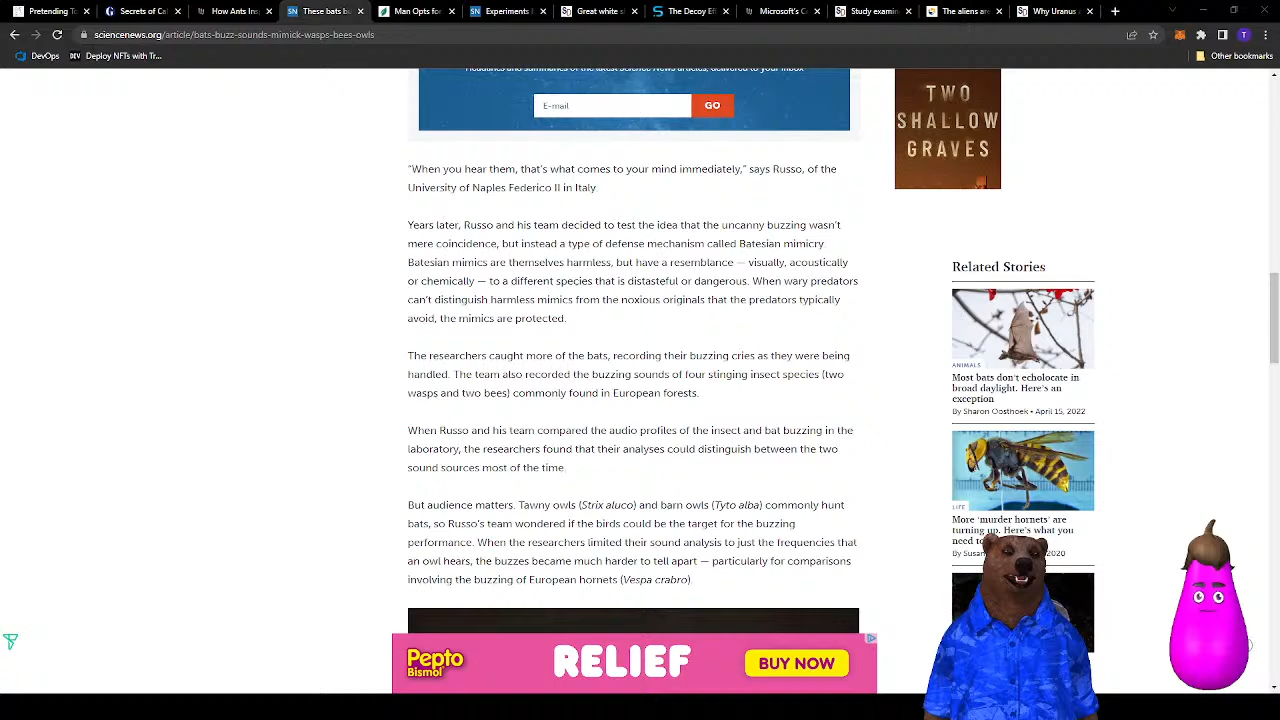 Pretending To
Secrets of Cal
How Ants Insp
These bats bu
Man Opts for
Experiments
Great white s
The Decoy Eff
Microsoft's C
Study examin
The aliens are
Why Uranus a
sciencenews.org/article/bats-buzz-sounds-mimick-wasps-bees-owls
DevOps
Deploy NFTs with Tr...
Other bookmarks
E-mail
GO
TWO
SHALLOW
GRAVES
“When you hear them, that’s what comes to your mind immediately,” says Russo, of the
University of Naples Federico II in Italy.
Years later, Russo and his team decided to test the idea that the uncanny buzzing wasn’t
mere coincidence, but instead a type of defense mechanism called Batesian mimicry.
Batesian mimics are themselves harmless, but have a resemblance — visually, acoustically
or chemically — to a different species that is distasteful or dangerous. When wary predators
can’t distinguish harmless mimics from the noxious originals that the predators typically
avoid, the mimics are protected.
The researchers caught more of the bats, recording their buzzing cries as they were being
handled. The team also recorded the buzzing sounds of four stinging insect species (two
wasps and two bees) commonly found in European forests.
When Russo and his team compared the audio profiles of the insect and bat buzzing in the
laboratory, the researchers found that their analyses could distinguish between the two
sound sources most of the time.
But audience matters. Tawny owls (Strix aluco) and barn owls (Tyto alba) commonly hunt
bats, so Russo’s team wondered if the birds could be the target for the buzzing
performance. When the researchers limited their sound analysis to just the frequencies that
an owl hears, the buzzes became much harder to tell apart — particularly for comparisons
involving the buzzing of European hornets (Vespa crabro).
Related Stories
ANIMALS
Most bats don’t echolocate in
broad daylight. Here’s an
exception
By Sharon Oosthoek • April 15, 2022
LIFE
More ‘murder hornets’ are
turning up. Here’s what you
need
By Susan 2020
Pepto
Bismol
RELIEF
BUY NOW